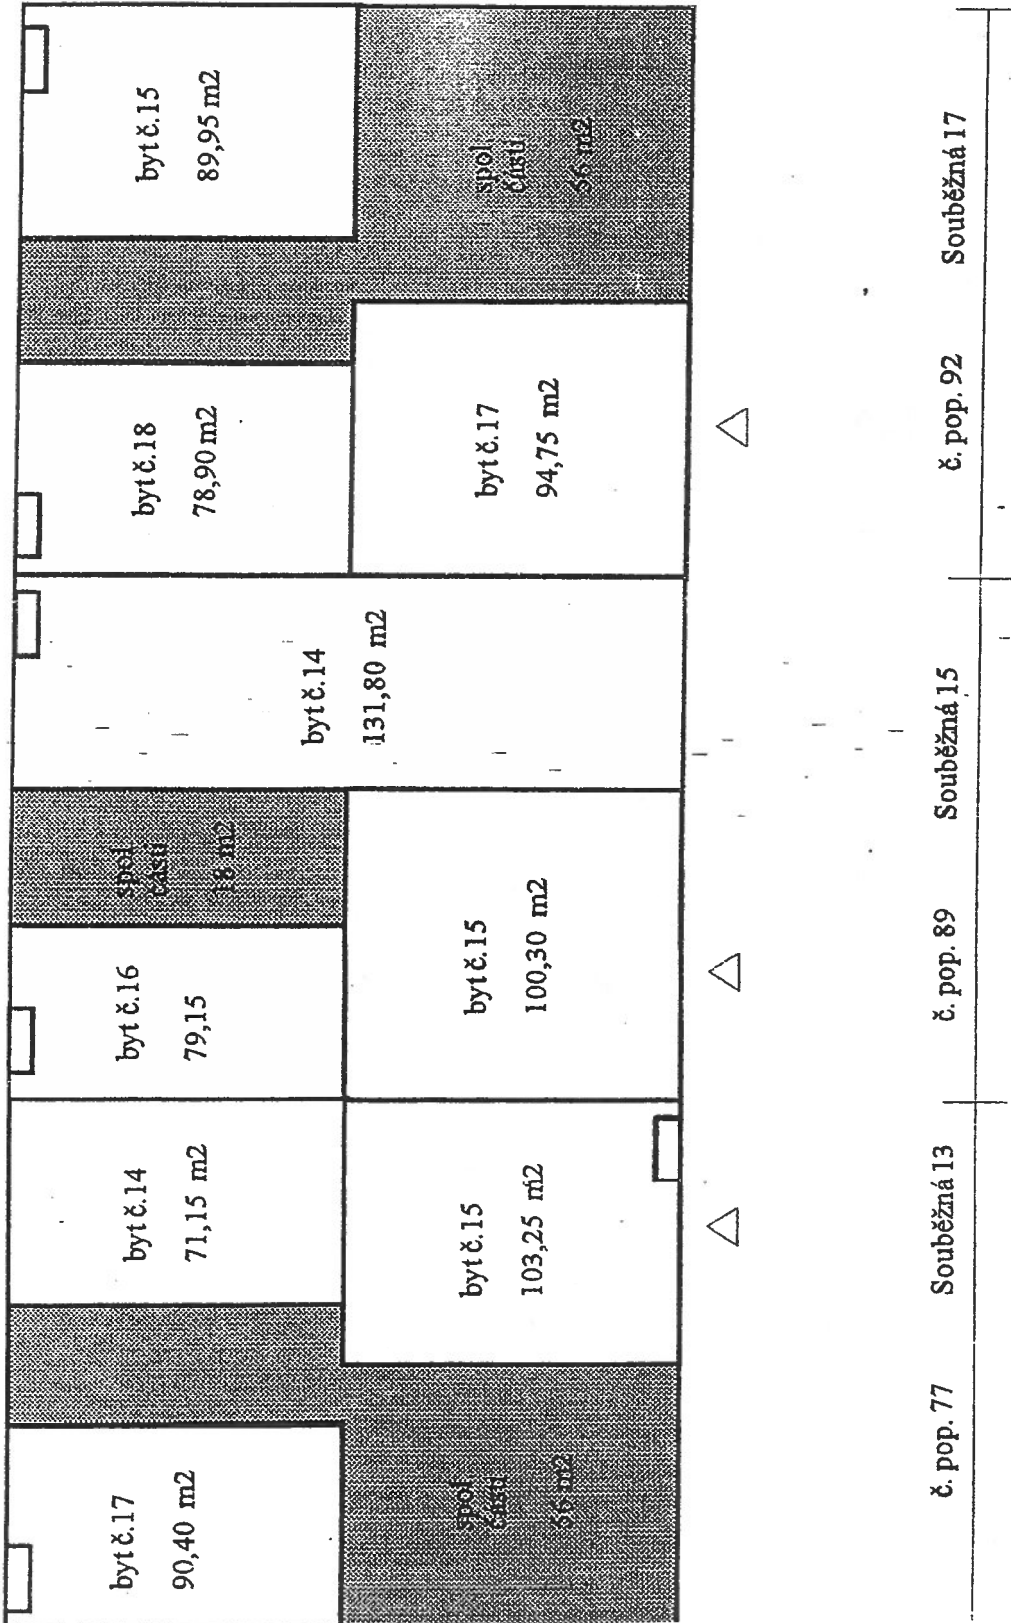 byt č.17
90,40 m2
byt č.14
71,15 m2
byt č.16
79,15
spol
části
18 m2
byt č.14
131,80 m2
byt č.18
78,90 m2
byt č.15
89,95 m2
spol
části
56 m2
byt č.15
103,25 m2
byt č.15
100,30 m2
byt č.17
94,75 m2
spol
části
56 m2
č. pop. 77 Souběžná 13
č. pop. 89 Souběžná 15
č. pop. 92 Souběžná 17